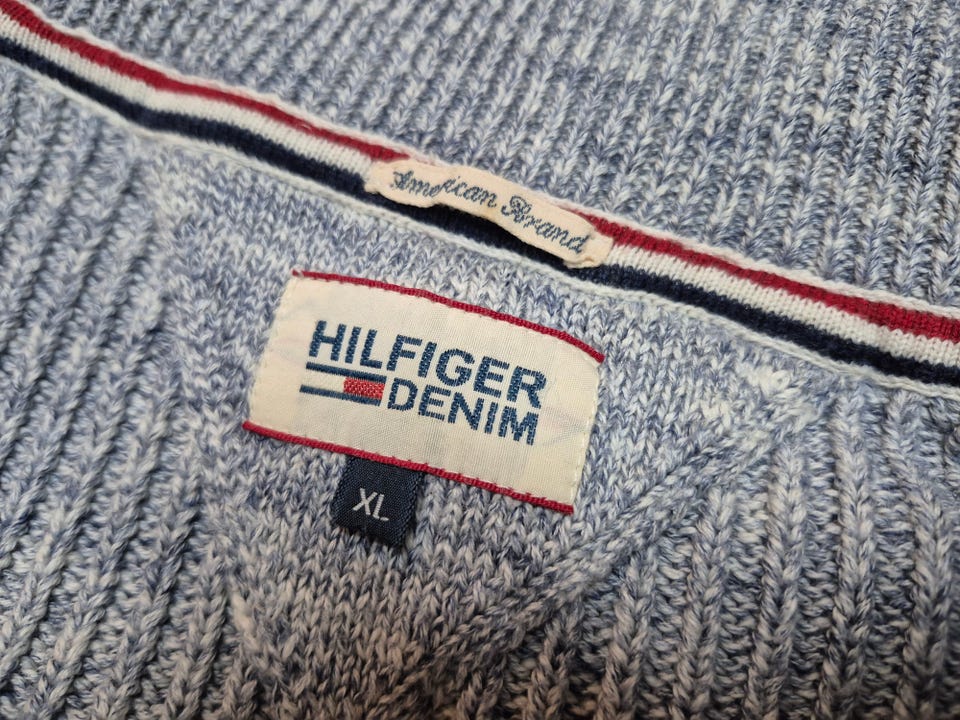 American Brand
HILFIGER
DENIM
XL